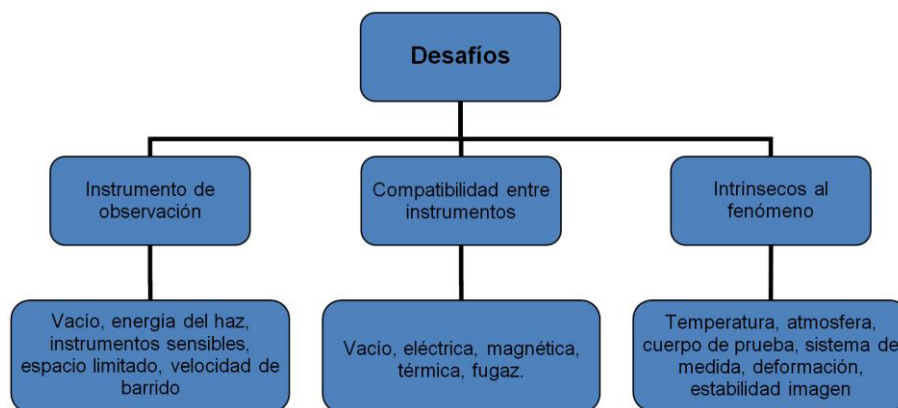 Desafíos
Instrumento de
observación
Compatibilidad entre
instrumentos
Intrínsecos al
fenómeno
Vacío, energía del haz,
instrumentos sensibles,
espacio limitado, velocidad de
barrido
Vacío, eléctrica, magnética,
térmica, fugaz.
Temperatura, atmosfera,
cuerpo de prueba, sistema de
medida, deformación,
estabilidad imagen